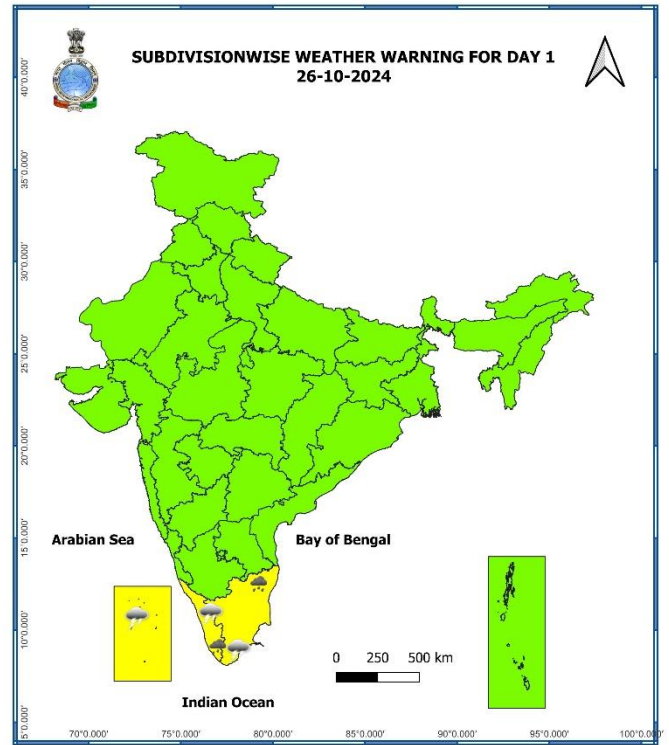 SUBDIVISIONWISE WEATHER WARNING FOR DAY 1
26-10-2024
40°0.000'
35°0.000'
30°0.000'
25°0.000'
20°0.000'
15°0.000'
10°0.000'
5°0.000'
Arabian Sea
Bay of Bengal
0 250 500 km
Indian Ocean
70°0.000' 75°0.000' 80°0.000' 85°0.000' 90°0.000' 95°0.000' 100°0.000'